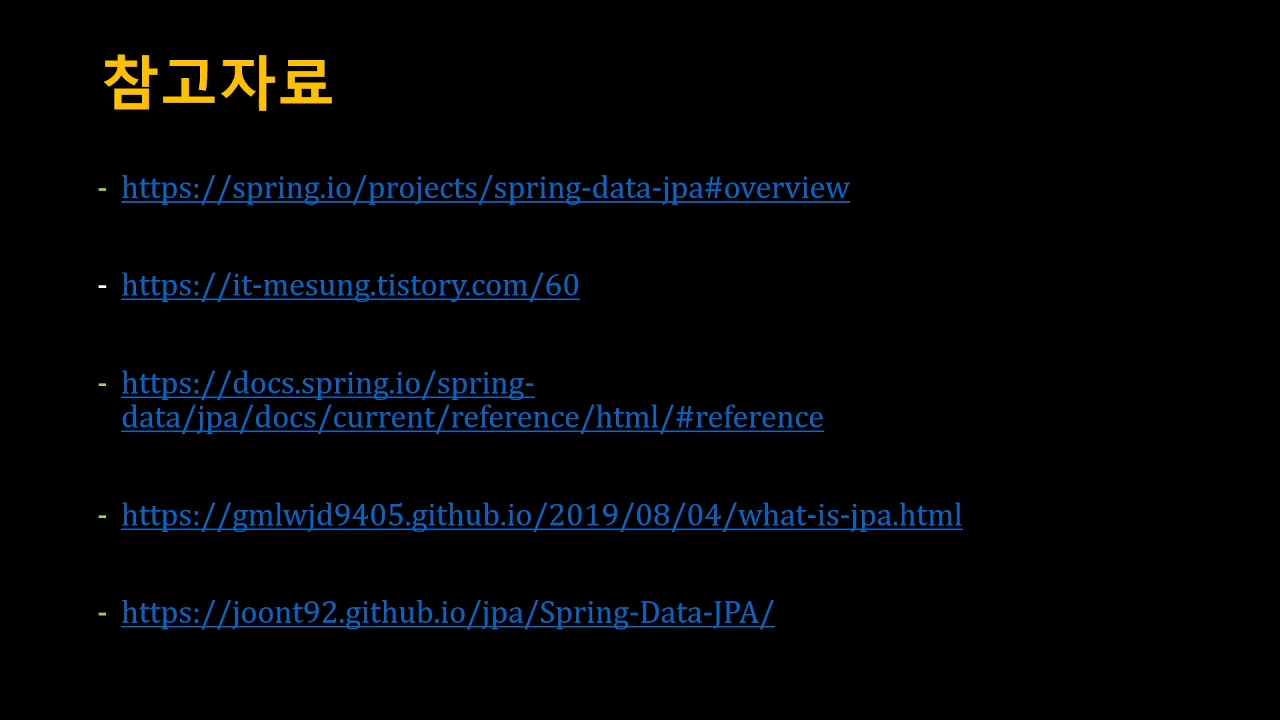 참고자료
- https://spring.io/projects/spring-data-jpa#overview
- https://it-mesung.tistory.com/60
- https://docs.spring.io/spring-
data/jpa/docs/current/reference/html/#reference
- https://gmlwjd9405.github.io/2019/08/04/what-is-jpa.html
- https://joont92.github.io/jpa/Spring-Data-JPA/